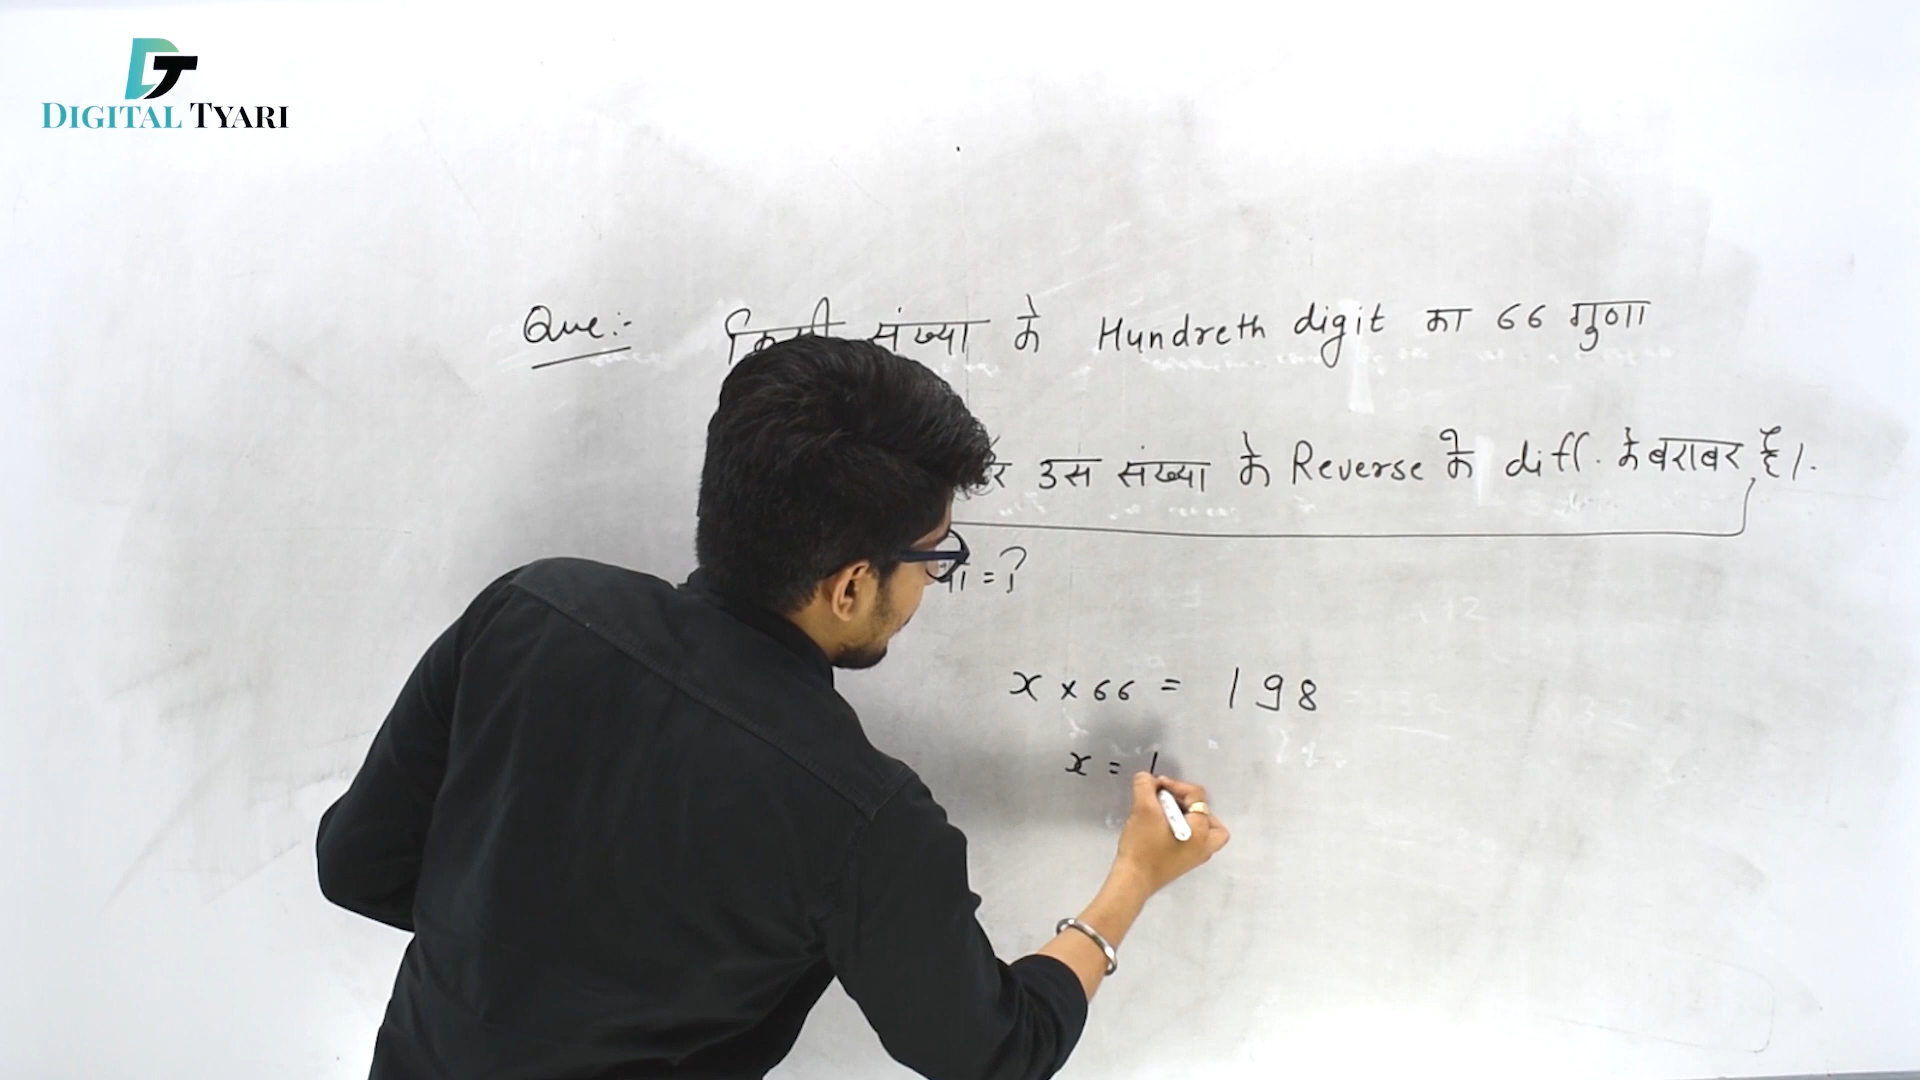 DIGITAL TYARI
Que:- किसी संख्या के Hundreth digit का 66 गुणा
उस संख्या के Reverse के diff. के बराबर है।.
=?
x × 66 = 198
x = 1